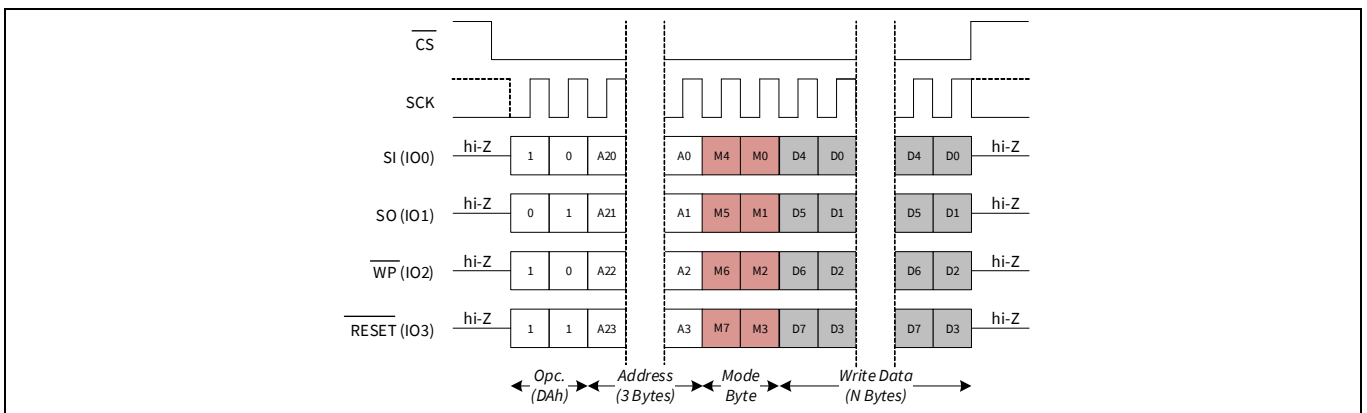 CS
SCK
SI (IO0) hi-Z 1 0 A20 A0 M4 M0 D4 D0 D4 D0 hi-Z
SO (IO1) hi-Z 0 1 A21 A1 M5 M1 D5 D1 D5 D1 hi-Z
WP (IO2) hi-Z 1 0 A22 A2 M6 M2 D6 D2 D6 D2 hi-Z
RESET (IO3) hi-Z 1 1 A23 A3 M7 M3 D7 D3 D7 D3 hi-Z
Opc. Address Mode Write Data
(DAh) (3 Bytes) Byte (N Bytes)